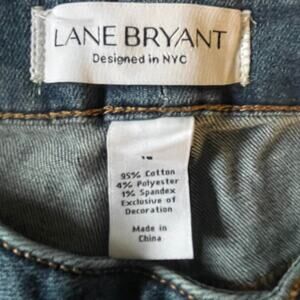 LANE BRYANT
Designed in NYC
95% Cotton
4% Polyester
1% Spandex
Exclusive of
Decoration
Made in
China